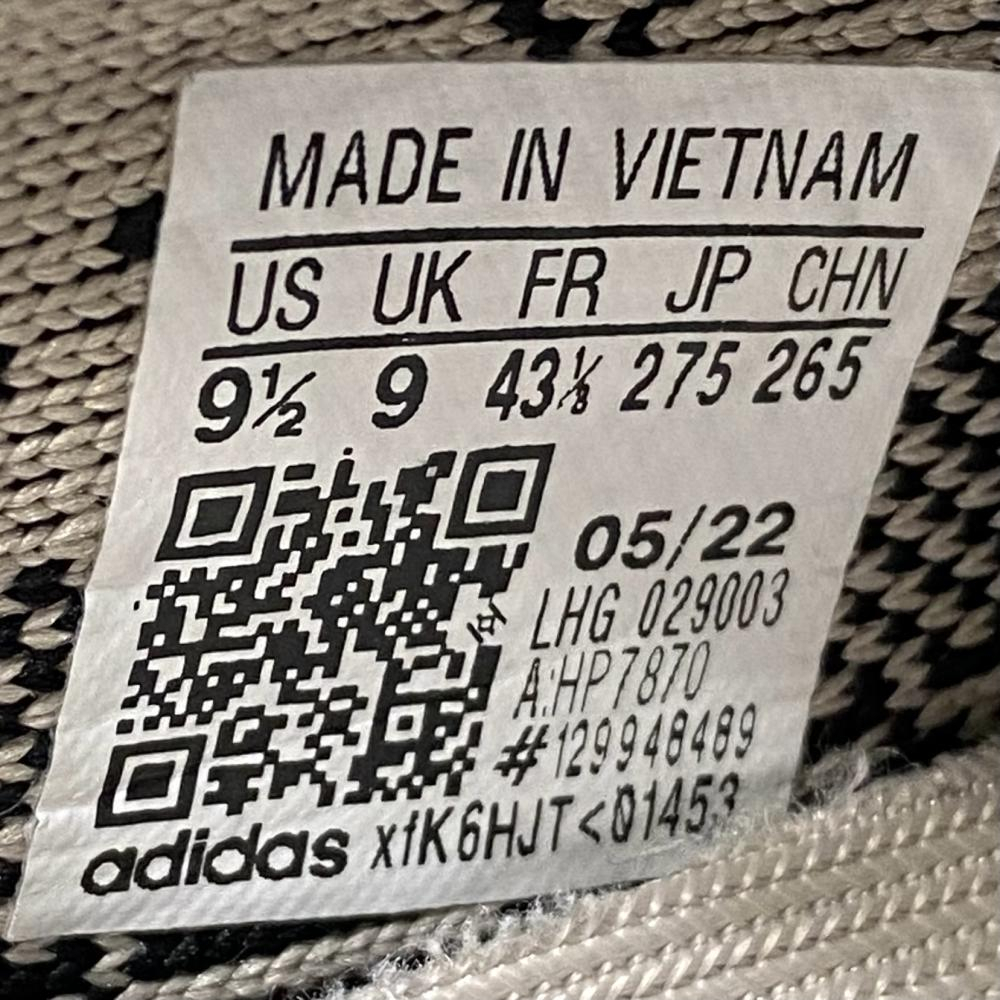 MADE IN VIETNAM
US UK FR JP CHN
9½ 9 43⅓ 275 265
05/22
LHG 029003
A:HP7870
#129948489
adidas xfK6HJT<01453